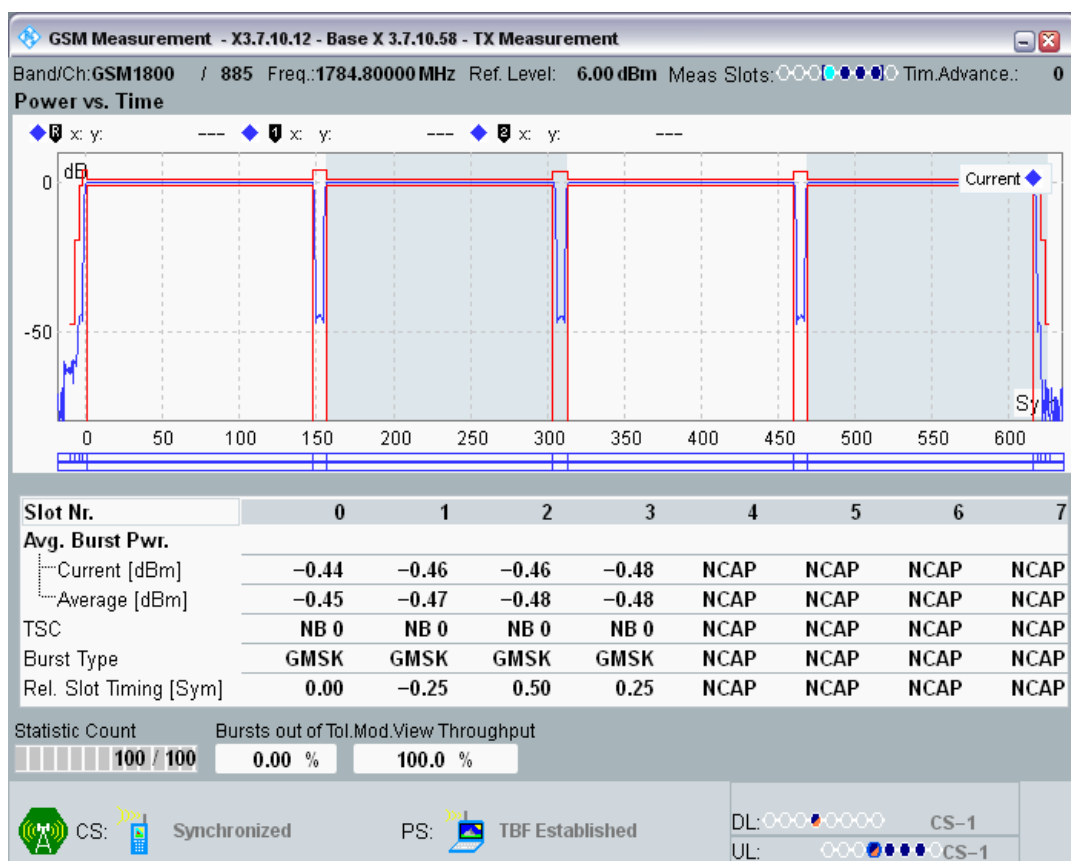 GSM Measurement - X3.7.10.12 - Base X 3.7.10.58 - TX Measurement
Band/Ch:GSM1800 / 885 Freq.:1784.80000 MHz Ref. Level: 6.00 dBm Meas Slots: Tim.Advance.: 0
Power vs. Time
R x: y: --- 1 x: y: --- 2 x: y: ---
dB
0
Current
-50
Sy
0 50 100 150 200 250 300 350 400 450 500 550 600
Slot Nr. 0 1 2 3 4 5 6 7
Avg. Burst Pwr.
Current [dBm] −0.44 −0.46 −0.46 −0.48 NCAP NCAP NCAP NCAP
Average [dBm] −0.45 −0.47 −0.48 −0.48 NCAP NCAP NCAP NCAP
TSC NB 0 NB 0 NB 0 NB 0 NCAP NCAP NCAP NCAP
Burst Type GMSK GMSK GMSK GMSK NCAP NCAP NCAP NCAP
Rel. Slot Timing [Sym] 0.00 −0.25 0.50 0.25 NCAP NCAP NCAP NCAP
Statistic Count Bursts out of Tol. Mod.View Throughput
100 / 100 0.00 % 100.0 %
CS: Synchronized PS: TBF Established
DL: CS−1
UL: CS−1